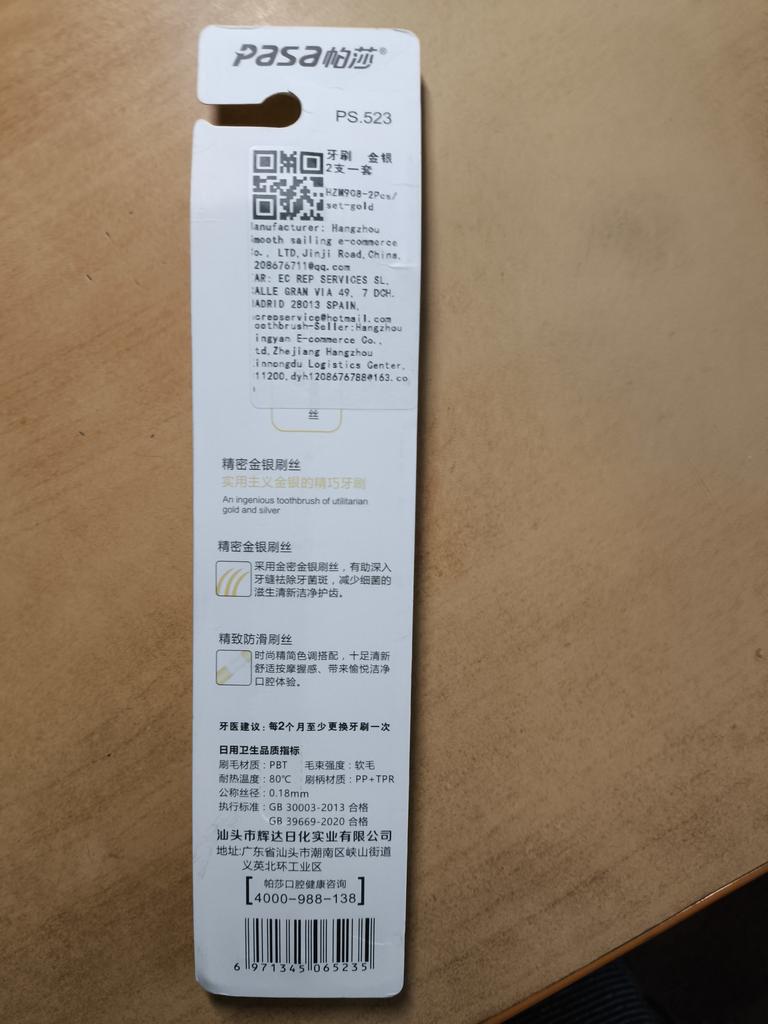 Pasa帕莎®
PS.523
牙刷 金银
2支一套
HZM908-2Pcs/
set-gold
anufacturer: Hangzhou
mooth sailing e-commerce
o., LTD,Jinji Road,China,
208676711@qq.com
AR: EC REP SERVICES SL,
ALLE GRAN VIA 49, 7 DCH.
ADRID 28013 SPAIN,
crepservice@hotmail.com
oothbrush-Seller:Hangzhou
ingyan E-commerce Co.,
td,Zhejiang Hangzhou
innongdu Logistics Center,
11200,dyh1208676788@163.co
丝
精密金银刷丝
实用主义金银的精巧牙刷
An ingenious toothbrush of utilitarian
gold and silver
精密金银刷丝
采用金密金银刷丝，有助深入
牙缝祛除牙菌斑，减少细菌的
滋生清新洁净护齿。
精致防滑刷丝
时尚精简色调搭配，十足清新
舒适按摩握感、带来愉悦洁净
口腔体验。
牙医建议：每2个月至少更换牙刷一次
日用卫生品质指标
刷毛材质：PBT 毛束强度：软毛
耐热温度：80℃ 刷柄材质：PP+TPR
公称丝径：0.18mm
执行标准：GB 30003-2013 合格
GB 39669-2020 合格
汕头市辉达日化实业有限公司
地址:广东省汕头市潮南区峡山街道
义英北环工业区
帕莎口腔健康咨询
4000-988-138
6 971345 065235